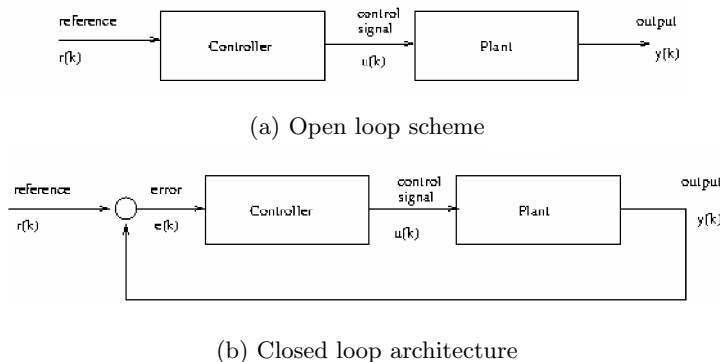 reference
r(k)
Controller
control
signal
u(k)
Plant
output
y(k)
(a) Open loop scheme
reference
r(k)
error
e(k)
Controller
control
signal
u(k)
Plant
output
y(k)
(b) Closed loop architecture